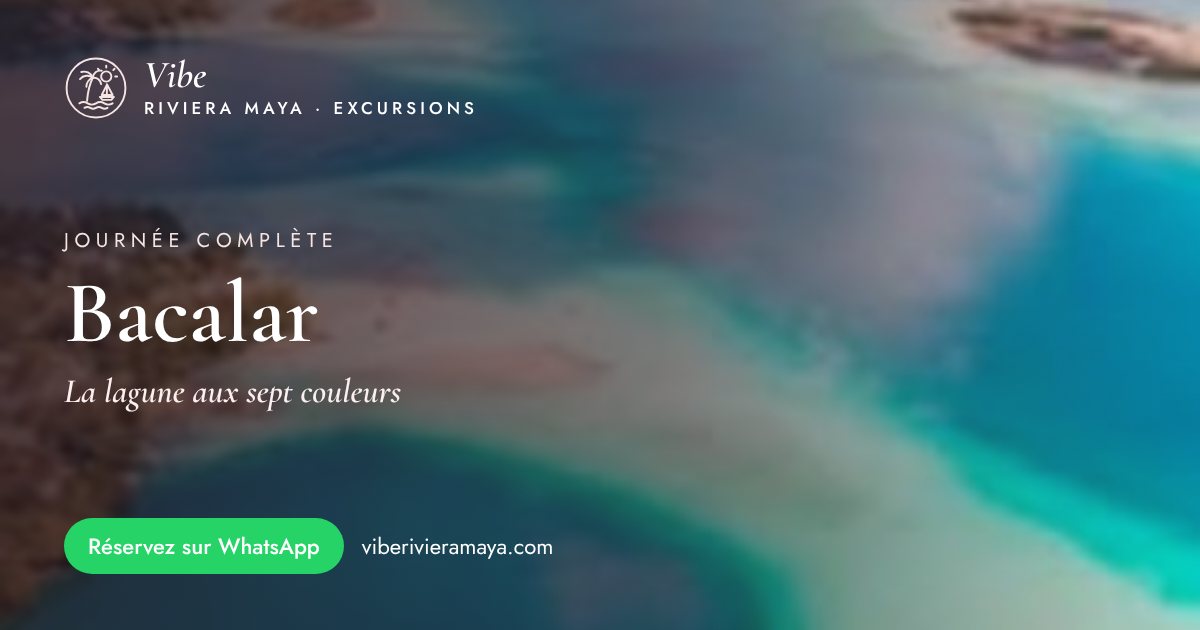 Vibe
RIVIERA MAYA · EXCURSIONS
JOURNÉE COMPLÈTE
Bacalar
La lagune aux sept couleurs
Réservez sur WhatsApp
viberivieramaya.com